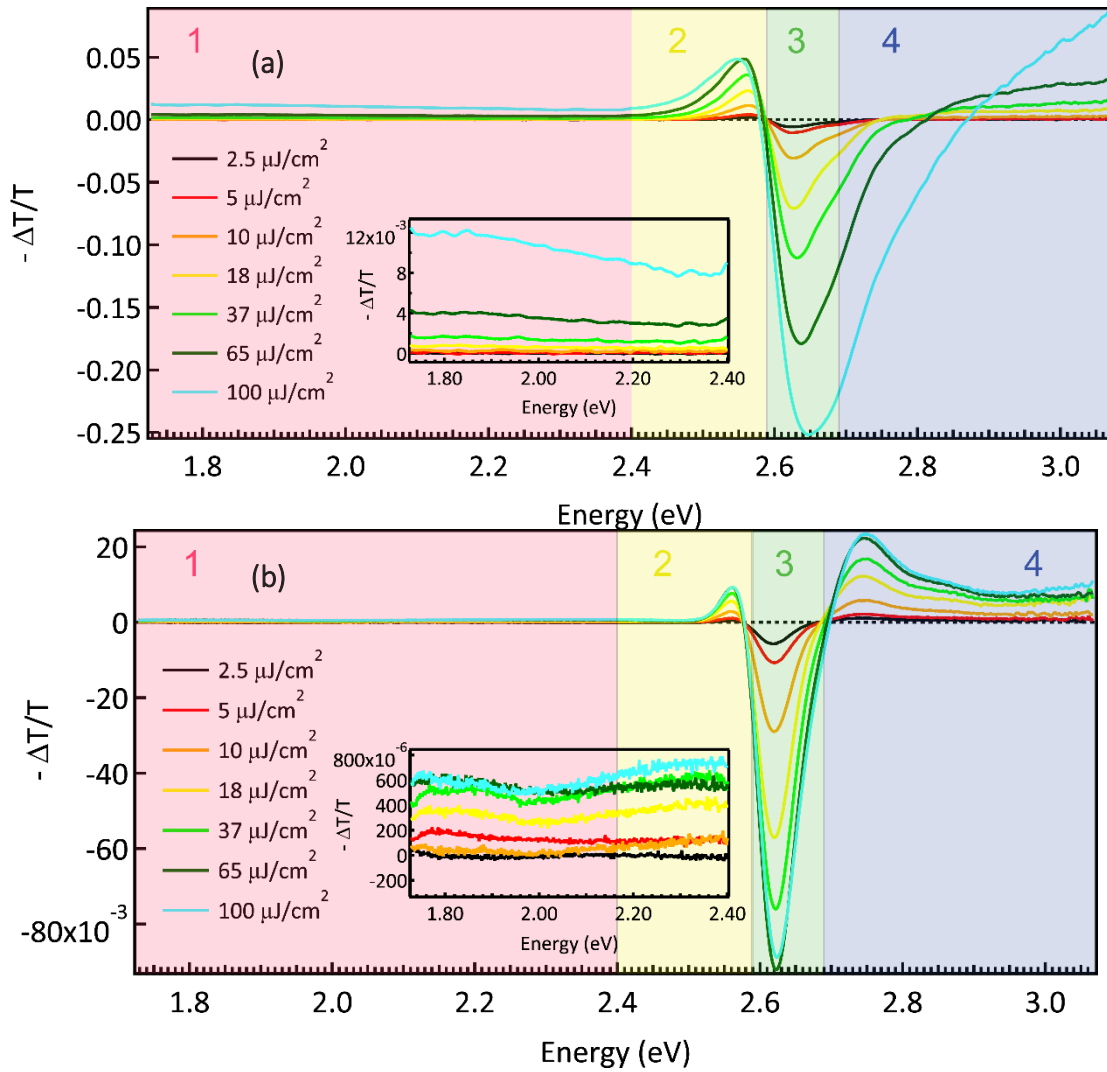 1 2 3 4
(a)
0.05
0.00
-0.05
-0.10
-0.15
-0.20
-0.25
- ΔT/T
2.5 µJ/cm²
5 µJ/cm²
10 µJ/cm²
18 µJ/cm²
37 µJ/cm²
65 µJ/cm²
100 µJ/cm²
12x10⁻³
8
4
0
- ΔT/T
1.80 2.00 2.20 2.40
Energy (eV)
1.8 2.0 2.2 2.4 2.6 2.8 3.0
Energy (eV)
1 2 3 4
(b)
20
0
-20
-40
-60
-80x10⁻³
- ΔT/T
2.5 µJ/cm²
5 µJ/cm²
10 µJ/cm²
18 µJ/cm²
37 µJ/cm²
65 µJ/cm²
100 µJ/cm²
800x10⁻⁶
600
400
200
0
-200
- ΔT/T
1.80 2.00 2.20 2.40
Energy (eV)
1.8 2.0 2.2 2.4 2.6 2.8 3.0
Energy (eV)